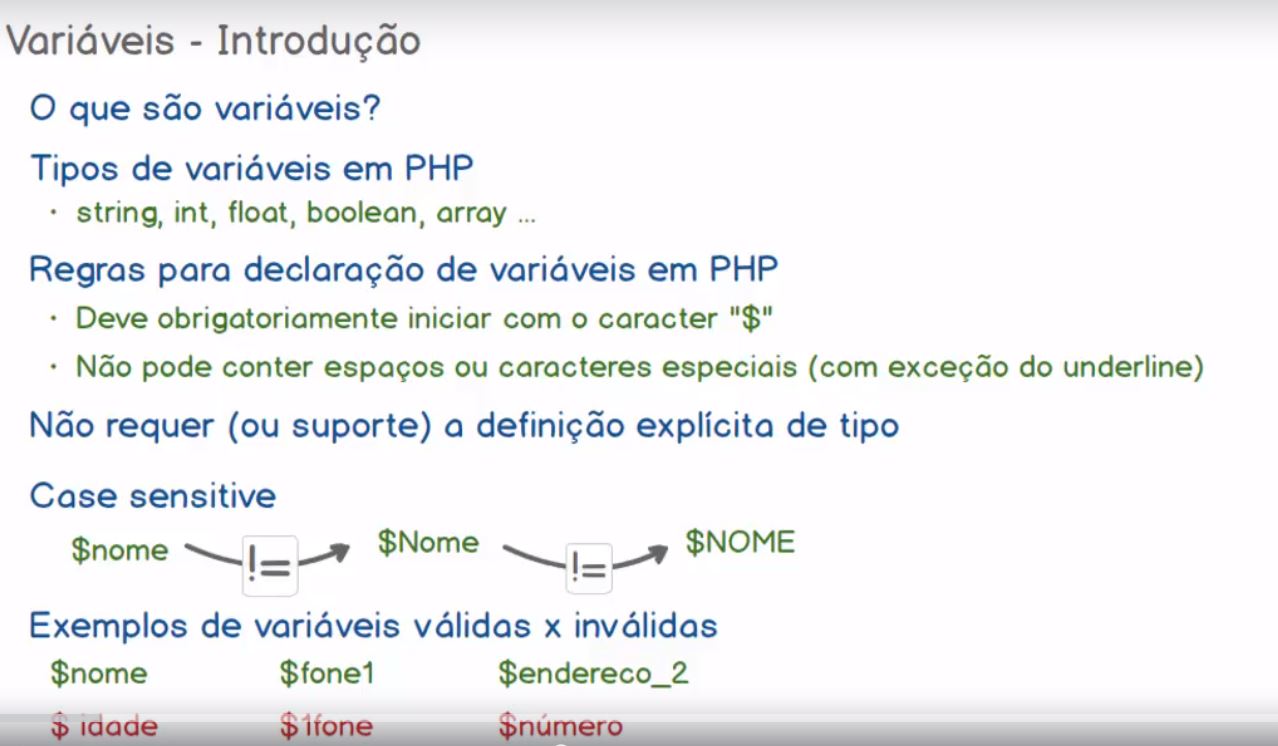 Variáveis - Introdução
O que são variáveis?
Tipos de variáveis em PHP
· string, int, float, boolean, array ...
Regras para declaração de variáveis em PHP
· Deve obrigatoriamente iniciar com o caracter "$"
· Não pode conter espaços ou caracteres especiais (com exceção do underline)
Não requer (ou suporte) a definição explícita de tipo
Case sensitive
$nome != $Nome != $NOME
Exemplos de variáveis válidas x inválidas
$nome $fone1 $endereco_2
$ idade $1fone $número